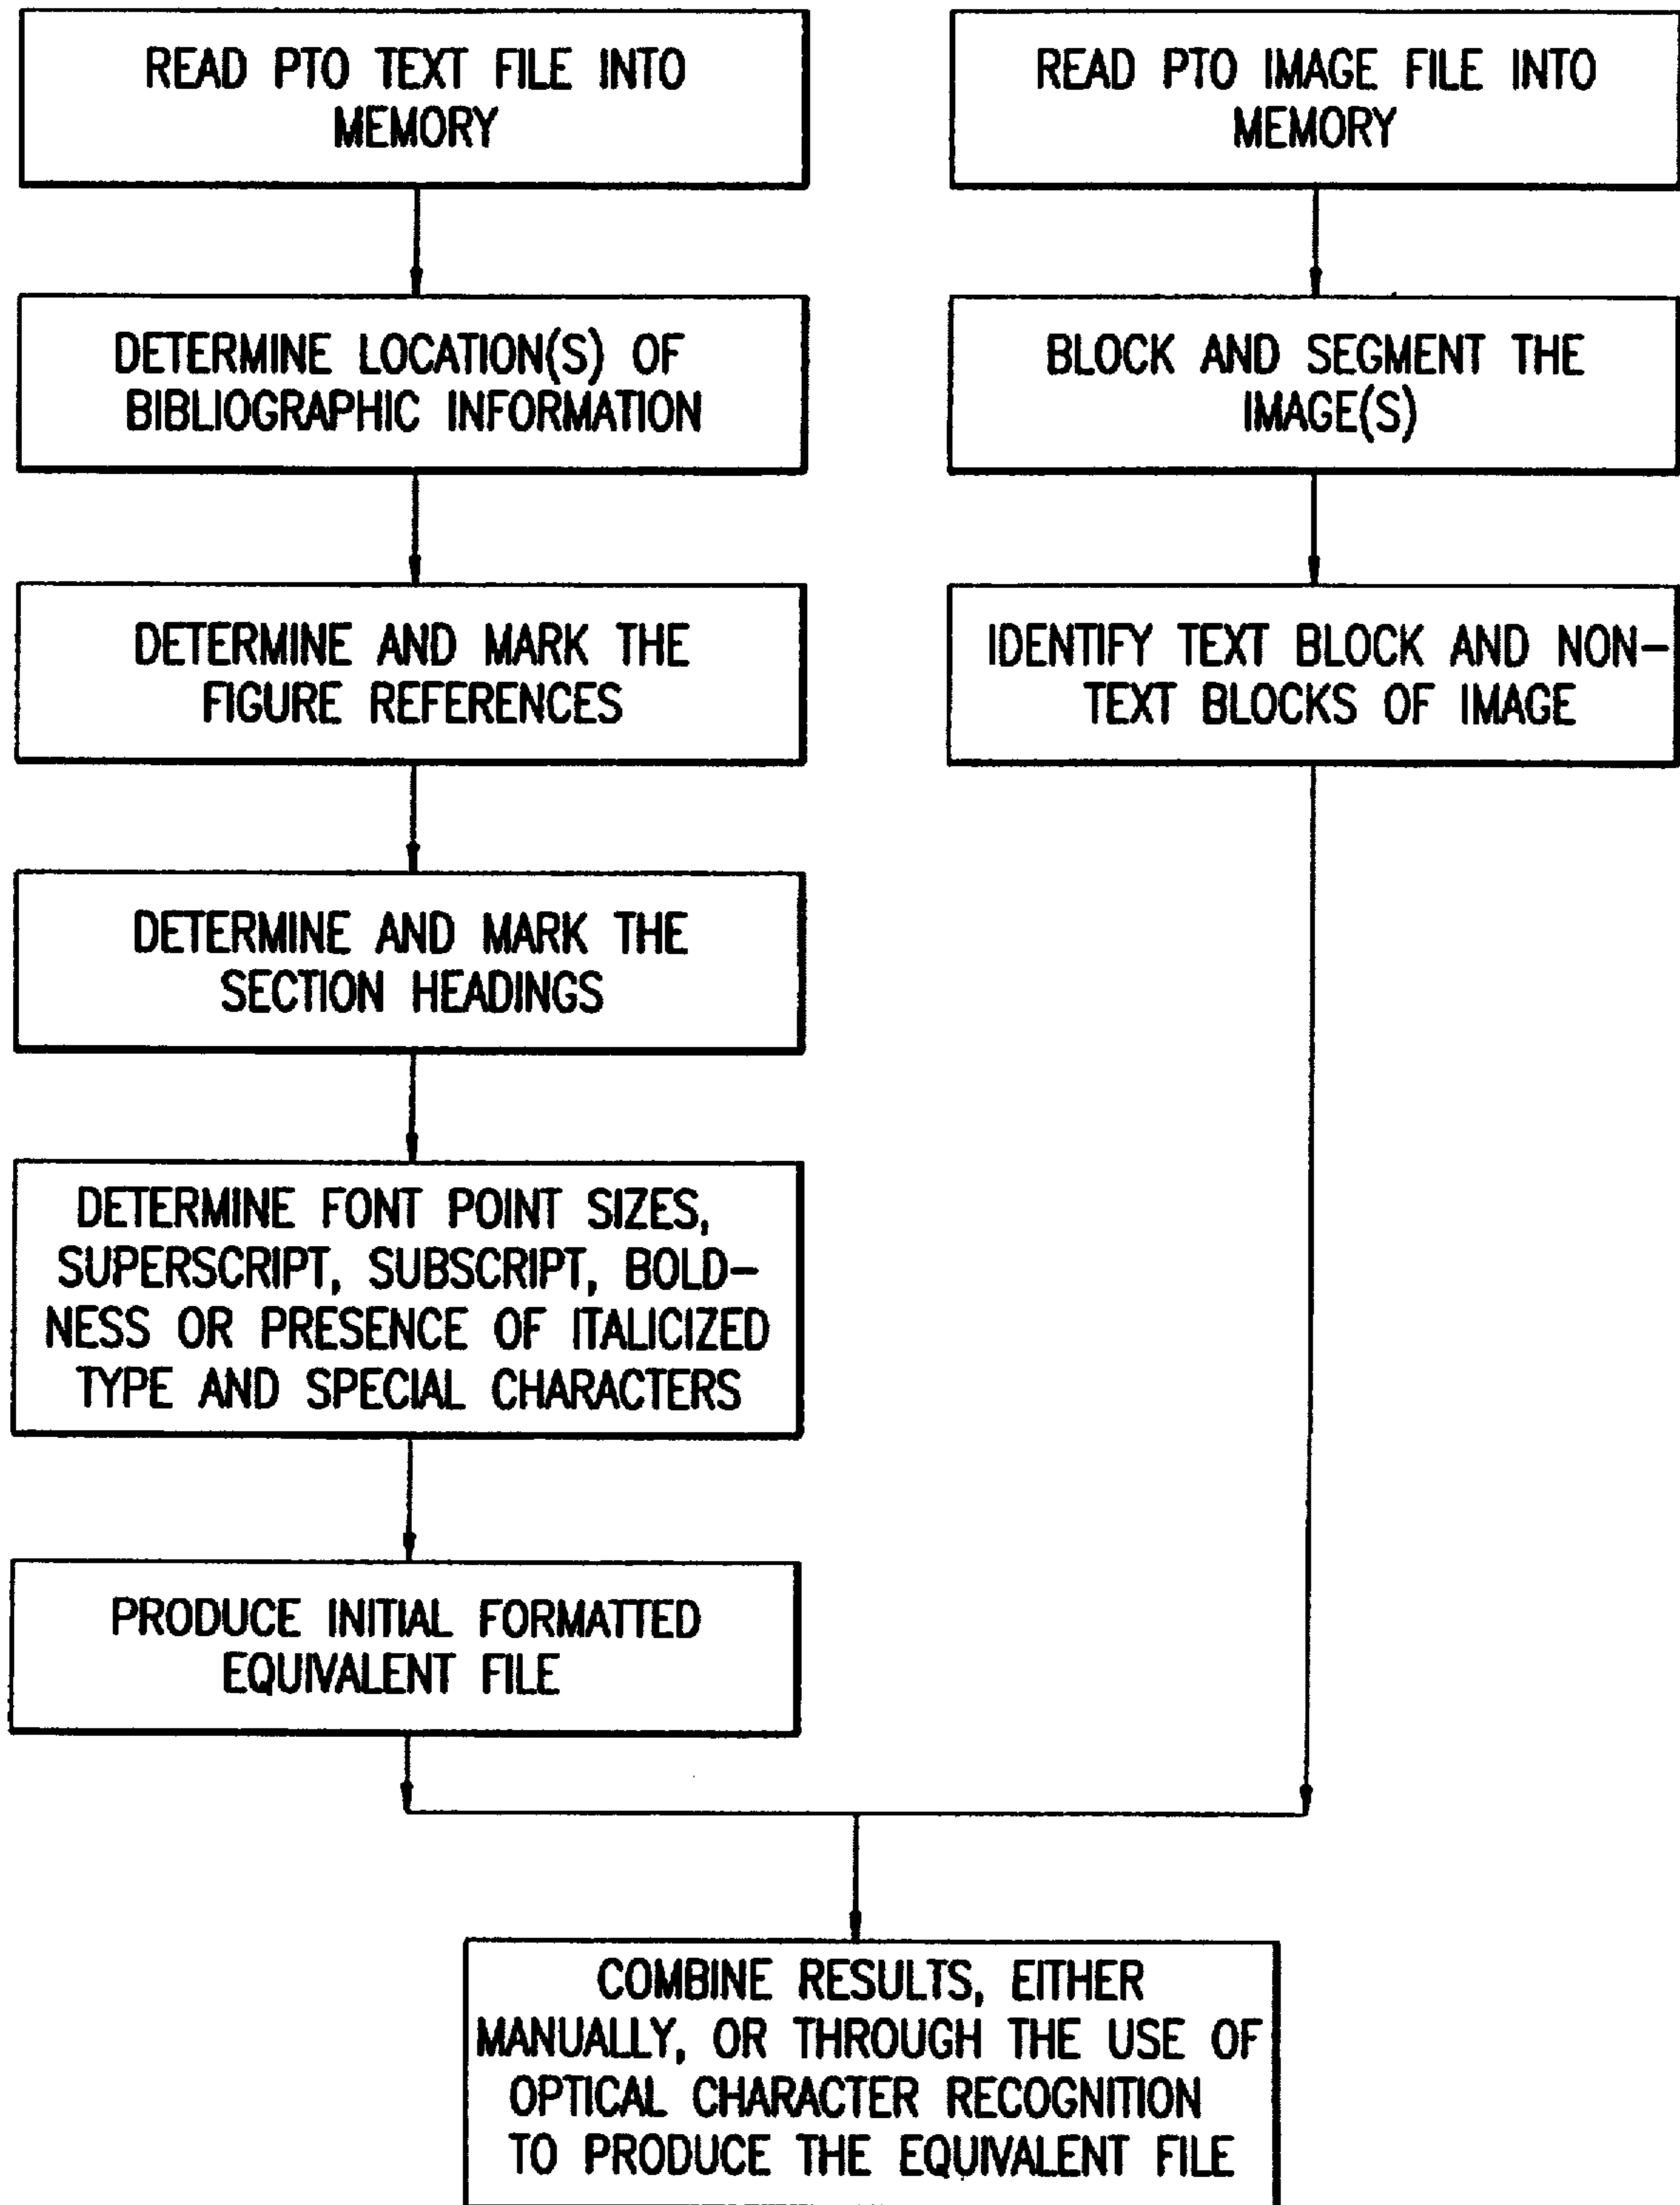 READ PTO TEXT FILE INTO
MEMORY
DETERMINE LOCATION(S) OF
BIBLIOGRAPHIC INFORMATION
DETERMINE AND MARK THE
FIGURE REFERENCES
DETERMINE AND MARK THE
SECTION HEADINGS
DETERMINE FONT POINT SIZES,
SUPERSCRIPT, SUBSCRIPT, BOLD-
NESS OR PRESENCE OF ITALICIZED
TYPE AND SPECIAL CHARACTERS
PRODUCE INITIAL FORMATTED
EQUIVALENT FILE
READ PTO IMAGE FILE INTO
MEMORY
BLOCK AND SEGMENT THE
IMAGE(S)
IDENTIFY TEXT BLOCK AND NON-
TEXT BLOCKS OF IMAGE
COMBINE RESULTS, EITHER
MANUALLY, OR THROUGH THE USE OF
OPTICAL CHARACTER RECOGNITION
TO PRODUCE THE EQUIVALENT FILE